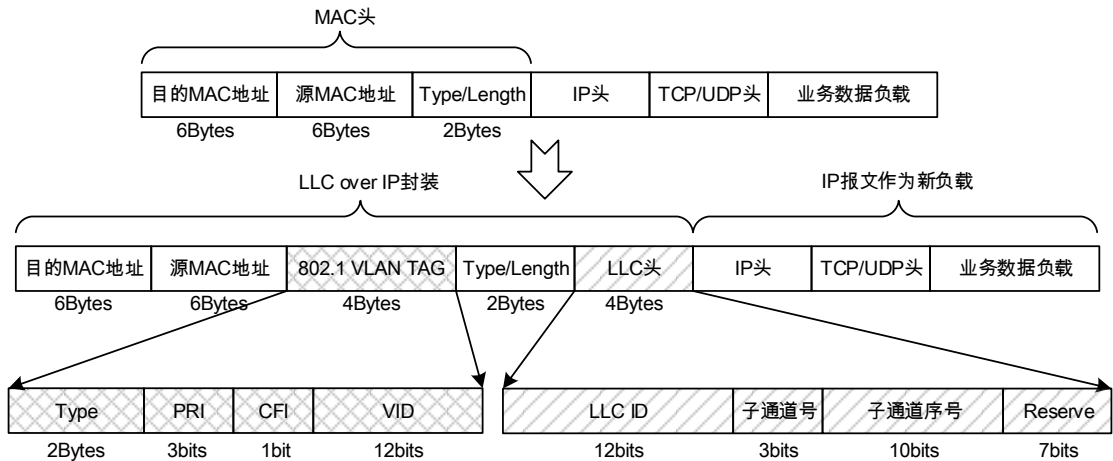 MAC头
目的MAC地址 源MAC地址 Type/Length IP头 TCP/UDP头 业务数据负载
6Bytes 6Bytes 2Bytes
LLC over IP封装 IP报文作为新负载
目的MAC地址 源MAC地址 802.1 VLAN TAG Type/Length LLC头 IP头 TCP/UDP头 业务数据负载
6Bytes 6Bytes 4Bytes 2Bytes 4Bytes
Type PRI CFI VID LLC ID 子通道号 子通道序号 Reserve
2Bytes 3bits 1bit 12bits 12bits 3bits 10bits 7bits